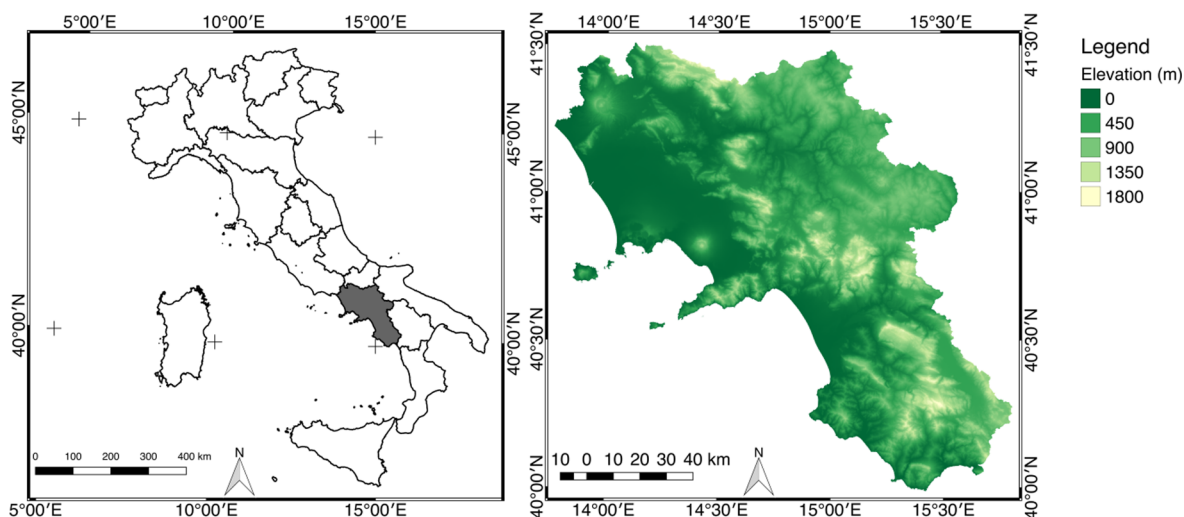 5°00′E 10°00′E 15°00′E
45°00′N
40°00′N
45°00′N
40°00′N
N
0 100 200 300 400 km
5°00′E 10°00′E 15°00′E
14°00′E 14°30′E 15°00′E 15°30′E
41°30′N
41°00′N
40°30′N
40°00′N
41°30′N
41°00′N
40°30′N
40°00′N
N
10 0 10 20 30 40 km
14°00′E 14°30′E 15°00′E 15°30′E
Legend
Elevation (m)
0
450
900
1350
1800